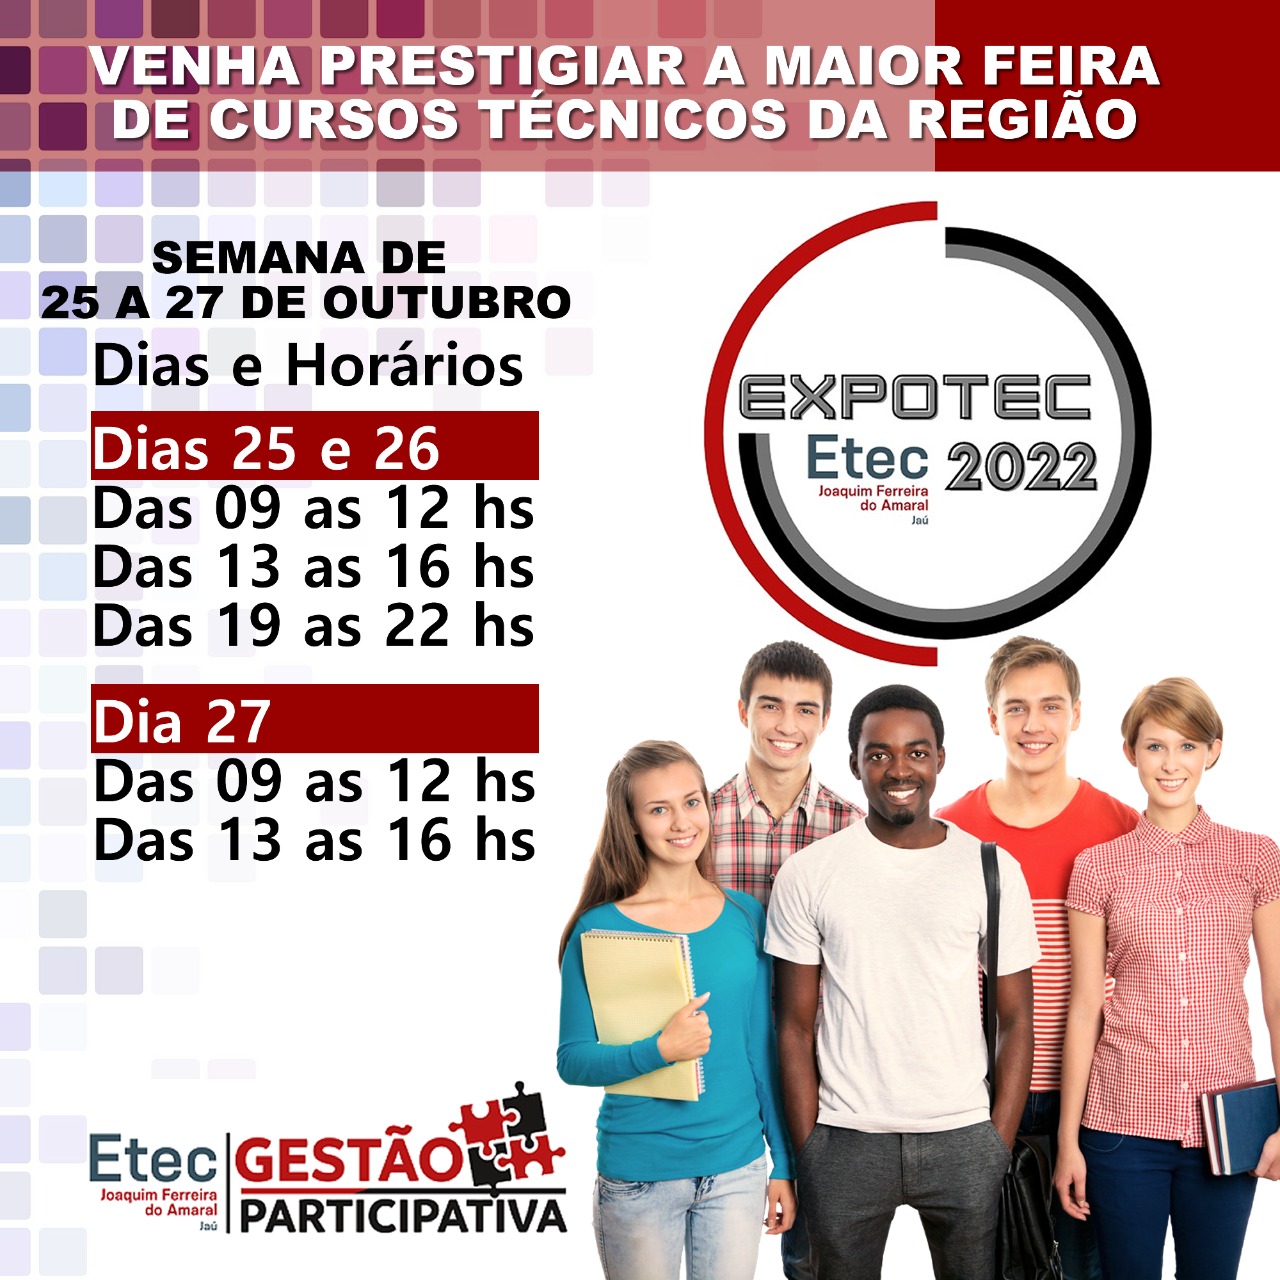 VENHA PRESTIGIAR A MAIOR FEIRA
DE CURSOS TÉCNICOS DA REGIÃO
SEMANA DE
25 A 27 DE OUTUBRO
Dias e Horários
Dias 25 e 26
Das 09 as 12 hs
Das 13 as 16 hs
Das 19 as 22 hs
Dia 27
Das 09 as 12 hs
Das 13 as 16 hs
EXPOTEC
Etec 2022
Joaquim Ferreira
do Amaral
Jaú
Etec
Joaquim Ferreira
do Amaral
Jaú
GESTÃO
PARTICIPATIVA